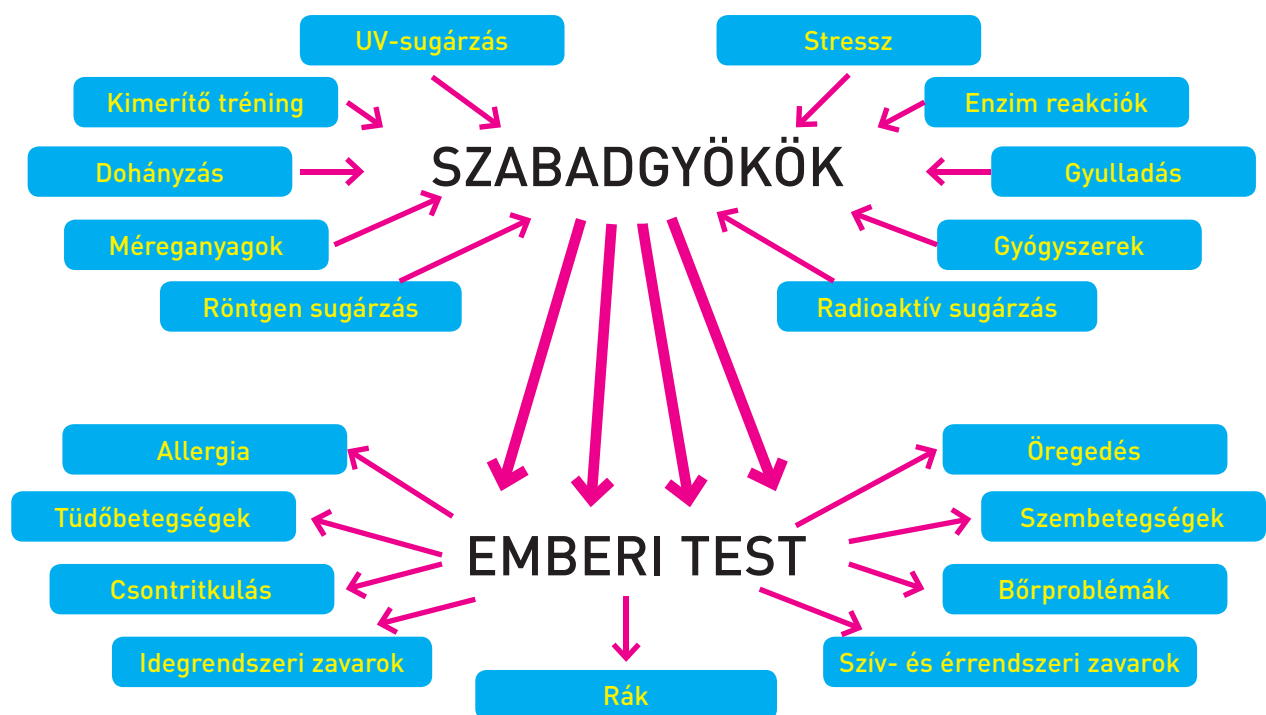 UV-sugárzás
Stressz
Kimerítő tréning
Enzim reakciók
SZABADGYÖKÖK
Dohányzás
Gyulladás
Méreganyagok
Gyógyszerek
Röntgen sugárzás
Radioaktív sugárzás
Allergia
Öregedés
Tüdőbetegségek
Szembetegségek
EMBERI TEST
Csontritkulás
Bőrproblémák
Idegrendszeri zavarok
Szív- és érrendszeri zavarok
Rák